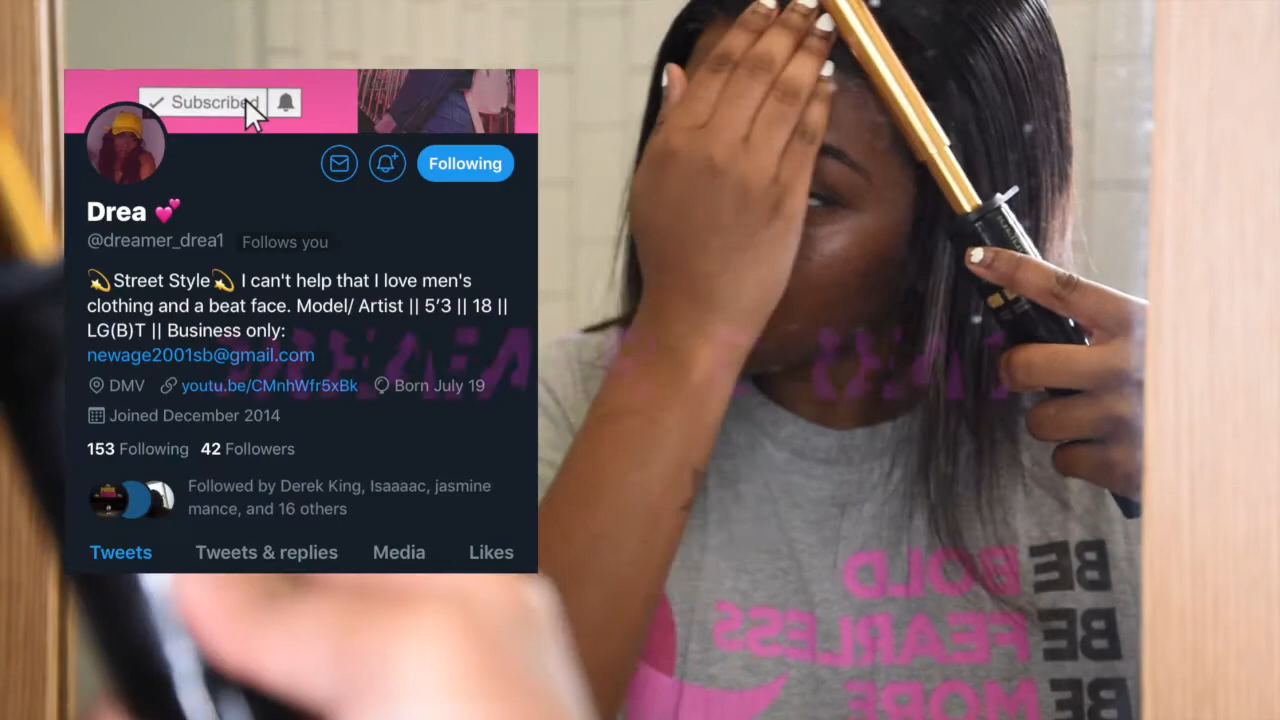 Subscribed
Following
Drea 💕
@dreamer_drea1 Follows you
💫Street Style💫 I can't help that I love men's
clothing and a beat face. Model/ Artist || 5’3 || 18 ||
LG(B)T || Business only:
newage2001sb@gmail.com
DMV youtu.be/CMnhWfr5xBk Born July 19
Joined December 2014
153 Following 42 Followers
Followed by Derek King, Isaaaac, jasmine
mance, and 16 others
Tweets Tweets & replies Media Likes
BE BOLD
BE FEARLESS
BE MORE